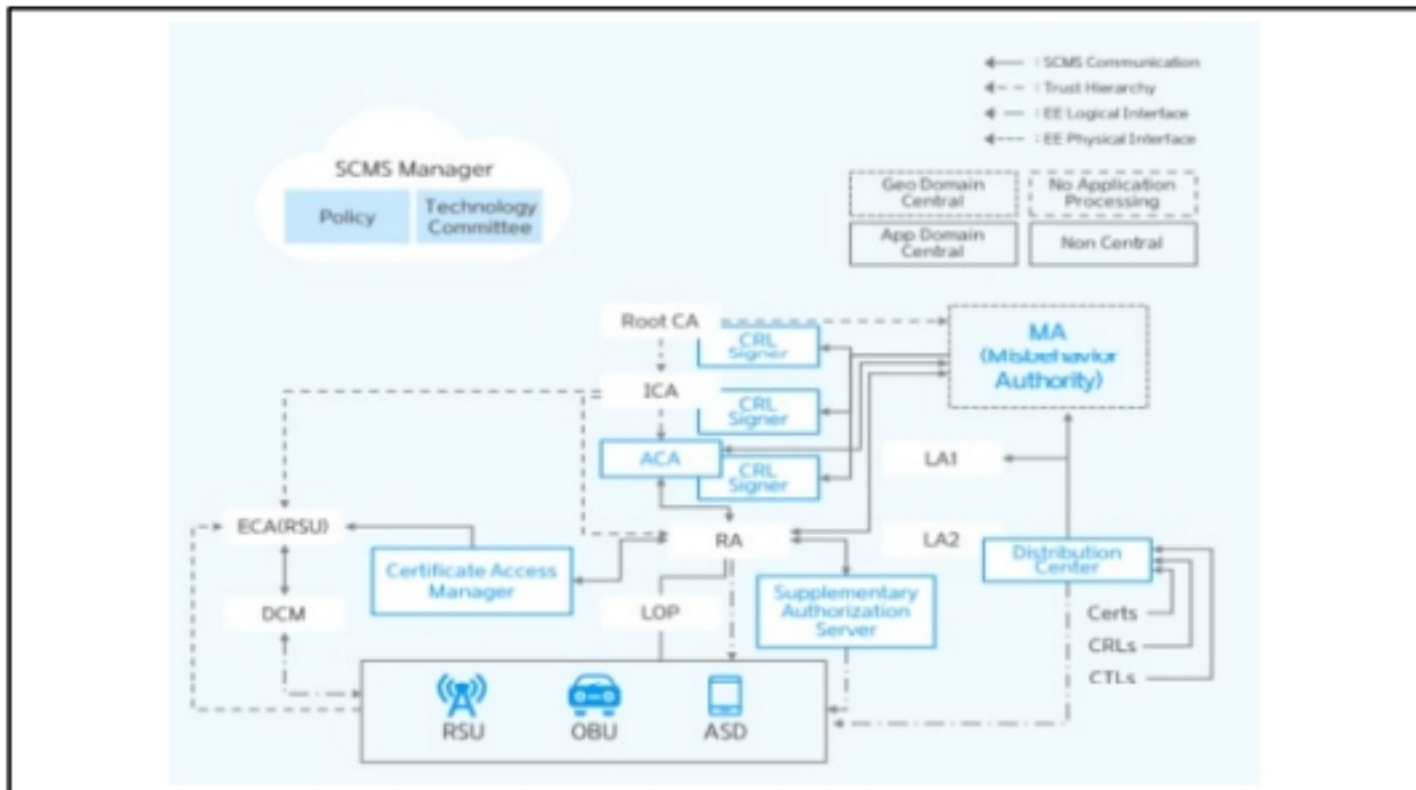 : SCMS Communication
: Trust Hierarchy
: EE Logical Interface
: EE Physical Interface
SCMS Manager
Policy
Technology
Committee
Geo Domain
Central
No Application
Processing
App Domain
Central
Non Central
Root CA
CRL
Signer
MA
(Misbehavior
Authority)
ICA
CRL
Signer
ACA
CRL
Signer
LA1
ECA(RSU)
RA
LA2
Distribution
Center
Certificate Access
Manager
Supplementary
Authorization
Server
DCM
LOP
Certs
CRLs
CTLs
RSU
OBU
ASD